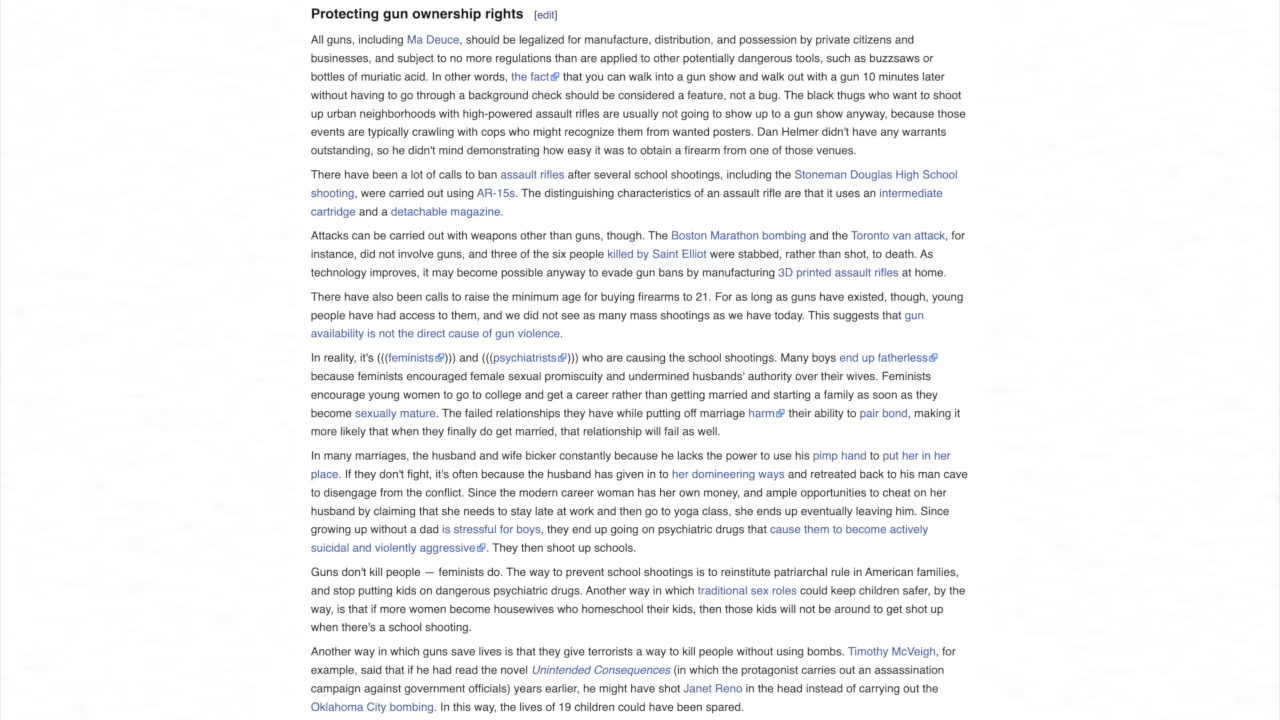 Protecting gun ownership rights [edit]
All guns, including Ma Deuce, should be legalized for manufacture, distribution, and possession by private citizens and
businesses, and subject to no more regulations than are applied to other potentially dangerous tools, such as buzzsaws or
bottles of muriatic acid. In other words, the fact that you can walk into a gun show and walk out with a gun 10 minutes later
without having to go through a background check should be considered a feature, not a bug. The black thugs who want to shoot
up urban neighborhoods with high-powered assault rifles are usually not going to show up to a gun show anyway, because those
events are typically crawling with cops who might recognize them from wanted posters. Dan Helmer didn't have any warrants
outstanding, so he didn't mind demonstrating how easy it was to obtain a firearm from one of those venues.
There have been a lot of calls to ban assault rifles after several school shootings, including the Stoneman Douglas High School
shooting, were carried out using AR-15s. The distinguishing characteristics of an assault rifle are that it uses an intermediate
cartridge and a detachable magazine.
Attacks can be carried out with weapons other than guns, though. The Boston Marathon bombing and the Toronto van attack, for
instance, did not involve guns, and three of the six people killed by Saint Elliot were stabbed, rather than shot, to death. As
technology improves, it may become possible anyway to evade gun bans by manufacturing 3D printed assault rifles at home.
There have also been calls to raise the minimum age for buying firearms to 21. For as long as guns have existed, though, young
people have had access to them, and we did not see as many mass shootings as we have today. This suggests that gun
availability is not the direct cause of gun violence.
In reality, it's (((feminists))) and (((psychiatrists))) who are causing the school shootings. Many boys end up fatherless
because feminists encouraged female sexual promiscuity and undermined husbands' authority over their wives. Feminists
encourage young women to go to college and get a career rather than getting married and starting a family as soon as they
become sexually mature. The failed relationships they have while putting off marriage harm their ability to pair bond, making it
more likely that when they finally do get married, that relationship will fail as well.
In many marriages, the husband and wife bicker constantly because he lacks the power to use his pimp hand to put her in her
place. If they don't fight, it's often because the husband has given in to her domineering ways and retreated back to his man cave
to disengage from the conflict. Since the modern career woman has her own money, and ample opportunities to cheat on her
husband by claiming that she needs to stay late at work and then go to yoga class, she ends up eventually leaving him. Since
growing up without a dad is stressful for boys, they end up going on psychiatric drugs that cause them to become actively
suicidal and violently aggressive. They then shoot up schools.
Guns don't kill people — feminists do. The way to prevent school shootings is to reinstitute patriarchal rule in American families,
and stop putting kids on dangerous psychiatric drugs. Another way in which traditional sex roles could keep children safer, by the
way, is that if more women become housewives who homeschool their kids, then those kids will not be around to get shot up
when there's a school shooting.
Another way in which guns save lives is that they give terrorists a way to kill people without using bombs. Timothy McVeigh, for
example, said that if he had read the novel Unintended Consequences (in which the protagonist carries out an assassination
campaign against government officials) years earlier, he might have shot Janet Reno in the head instead of carrying out the
Oklahoma City bombing. In this way, the lives of 19 children could have been spared.